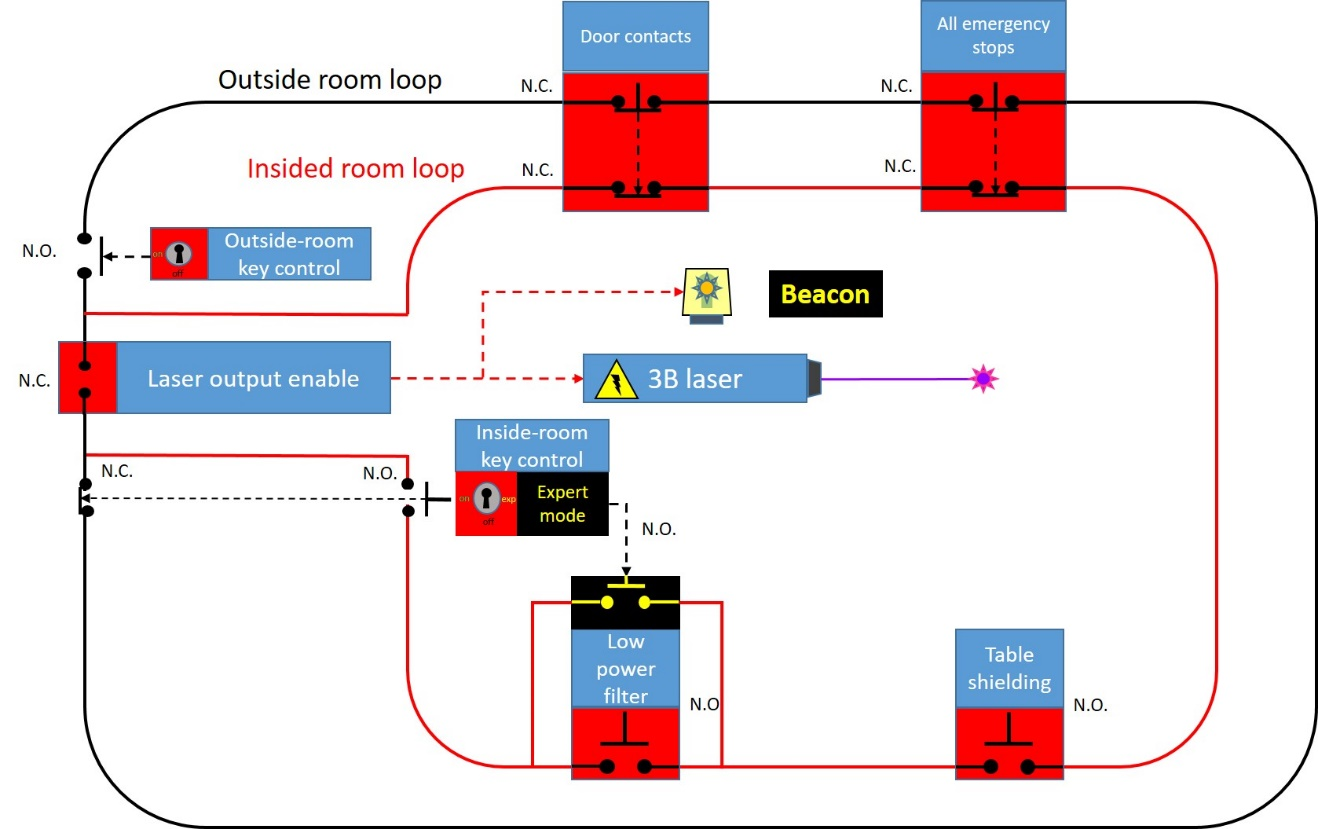 Door contacts
All emergency
stops
Outside room loop
N.C.
N.C.
Insided room loop
N.C.
N.C.
N.O.
on
off
Outside-room
key control
Beacon
N.C.
Laser output enable
3B laser
Inside-room
key control
N.C.
N.O.
on
exp
off
Expert
mode
N.O.
Low
power
filter
N.O
Table
shielding
N.O.